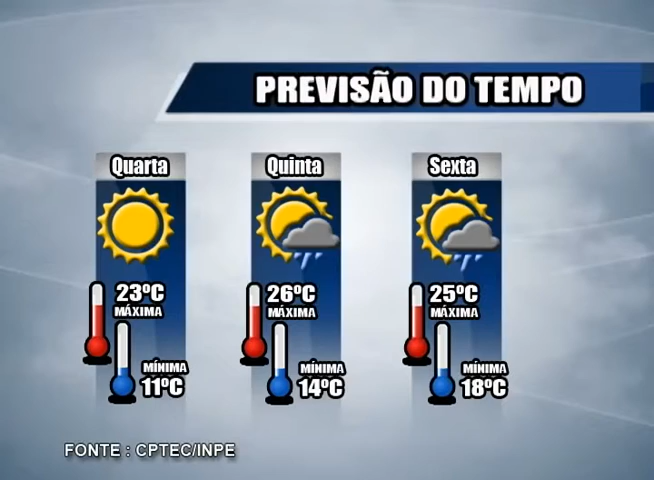 PREVISÃO DO TEMPO
Quarta
23ºC
MÁXIMA
MÍNIMA
11ºC
Quinta
26ºC
MÁXIMA
MÍNIMA
14ºC
Sexta
25ºC
MÁXIMA
MÍNIMA
18ºC
FONTE : CPTEC/INPE